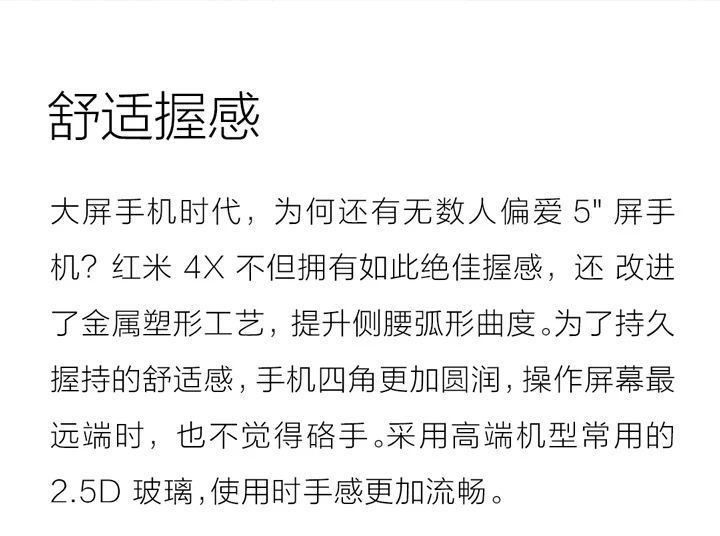 舒适握感
大屏手机时代，为何还有无数人偏爱 5" 屏手
机？红米 4X 不但拥有如此绝佳握感，还 改进
了金属塑形工艺，提升侧腰弧形曲度。为了持久
握持的舒适感，手机四角更加圆润，操作屏幕最
远端时，也不觉得硌手。采用高端机型常用的
2.5D 玻璃，使用时手感更加流畅。